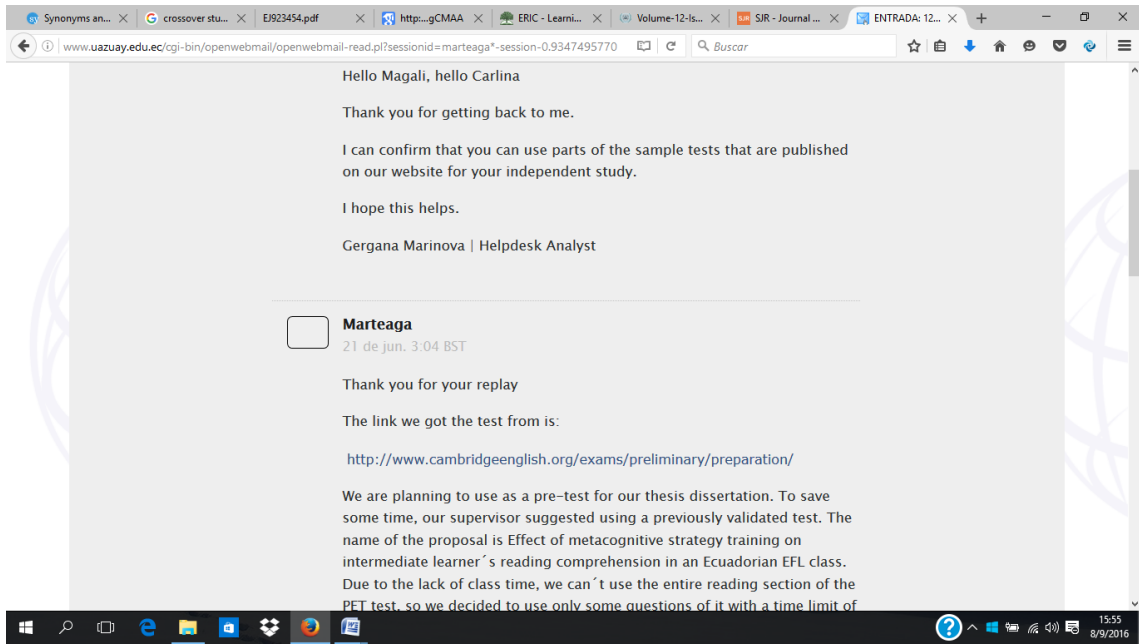 Synonyms an...
crossover stu...
EJ923454.pdf
http:...gCMAA
ERIC - Learni...
Volume-12-Is...
SJR - Journal ...
ENTRADA: 12...
www.uazuay.edu.ec/cgi-bin/openwebmail/openwebmail-read.pl?sessionid=marteaga*-session-0.9347495770
Buscar
Hello Magali, hello Carlina
Thank you for getting back to me.
I can confirm that you can use parts of the sample tests that are published
on our website for your independent study.
I hope this helps.
Gergana Marinova | Helpdesk Analyst
Marteaga
21 de jun. 3:04 BST
Thank you for your replay
The link we got the test from is:
http://www.cambridgeenglish.org/exams/preliminary/preparation/
We are planning to use as a pre-test for our thesis dissertation. To save
some time, our supervisor suggested using a previously validated test. The
name of the proposal is Effect of metacognitive strategy training on
intermediate learner´s reading comprehension in an Ecuadorian EFL class.
Due to the lack of class time, we can´t use the entire reading section of the
PET test, so we decided to use only some questions of it with a time limit of
15:55
8/9/2016